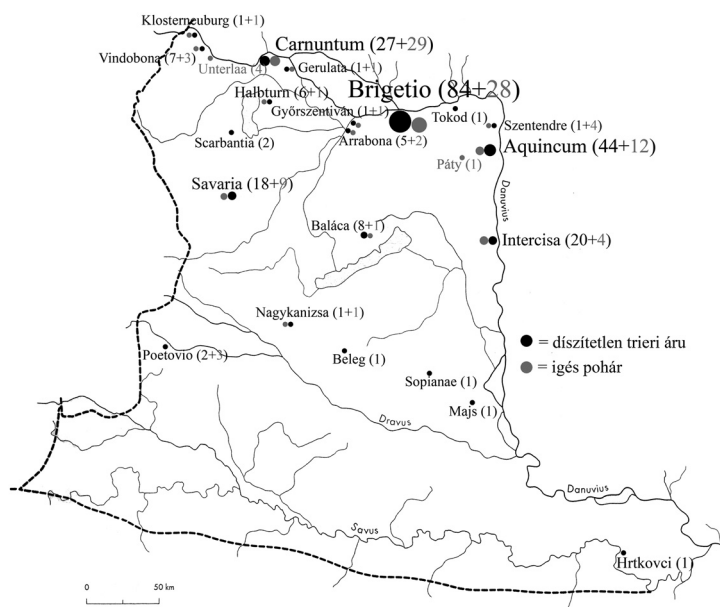 Klosterneuburg (1+1)
Carnuntum (27+29)
Vindobona (7+3)
Unterlaa (4)
Gerulata (1+1)
Brigetio (84+28)
Halbturn (6+1)
Győrszentiván (1+1)
Tokod (1)
Szentendre (1+4)
Scarbantia (2)
Arrabona (5+2)
Aquincum (44+12)
Páty (1)
Savaria (18+9)
Danuvius
Baláca (8+1)
Intercisa (20+4)
Nagykanizsa (1+1)
= díszítetlen trieri áru
Poetovio (2+3)
Beleg (1)
= igés pohár
Sopianae (1)
Majs (1)
Dravus
Danuvius
Savus
Hrtkovci (1)
0 50 km